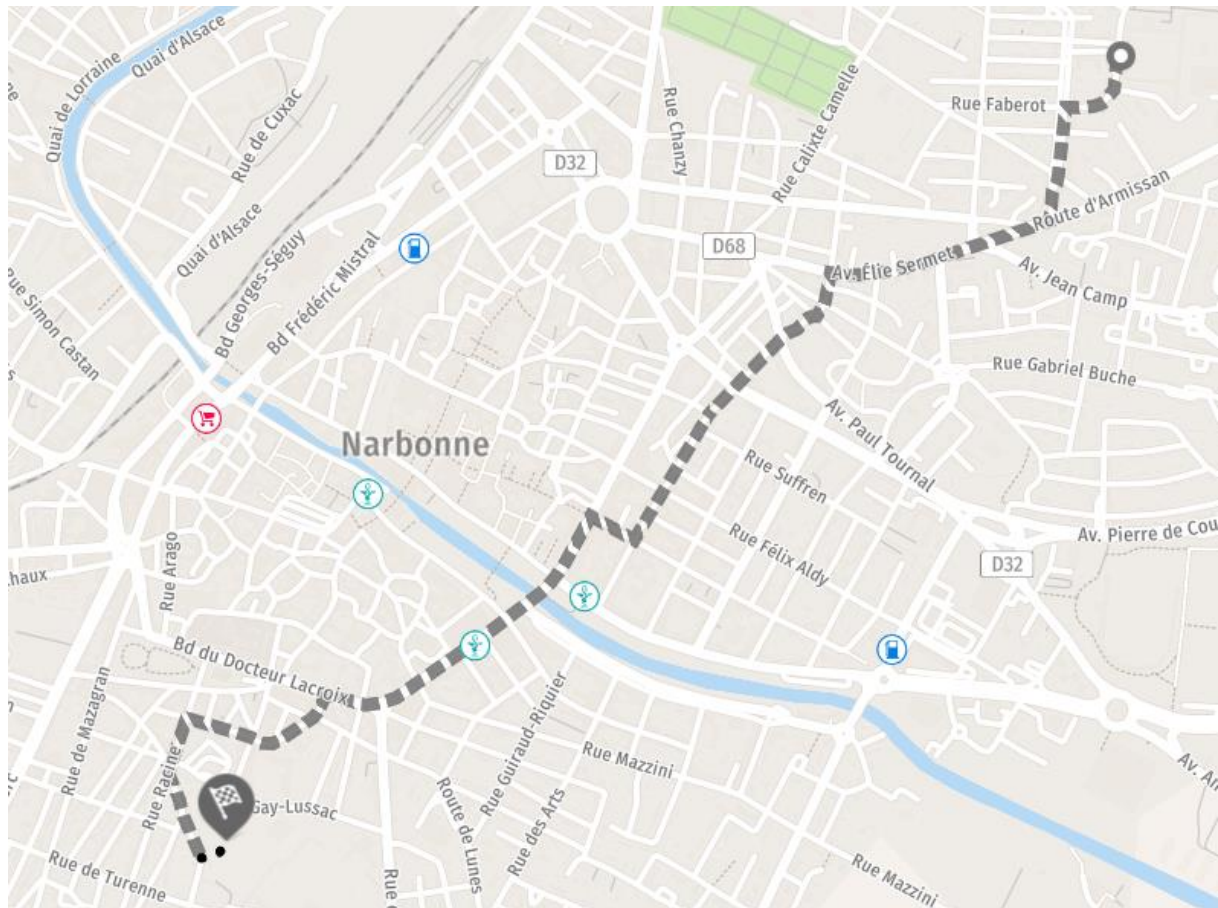 Quai d'Alsace
Quai de Lorraine
Rue de Cuxac
Rue Faberot
Rue Chanzy
Rue Calixte Camelle
D32
Route d'Armissan
Quai d'Alsace
D68
Av. Élie Sermet
Av. Jean Camp
Rue Simon Castan
Bd Georges-Séguy
Bd Frédéric Mistral
Rue Gabriel Buche
Narbonne
Av. Paul Tournal
Rue Suffren
Rue Félix Aldy
Av. Pierre de Cou
D32
Rue Arago
Bd du Docteur Lacroix
Rue de Mazagran
Rue Racine
Rue Guiraud-Riquier
Rue Mazzini
Gay-Lussac
Route de Lunes
Rue des Arts
Rue de Turenne
Rue Mazzini